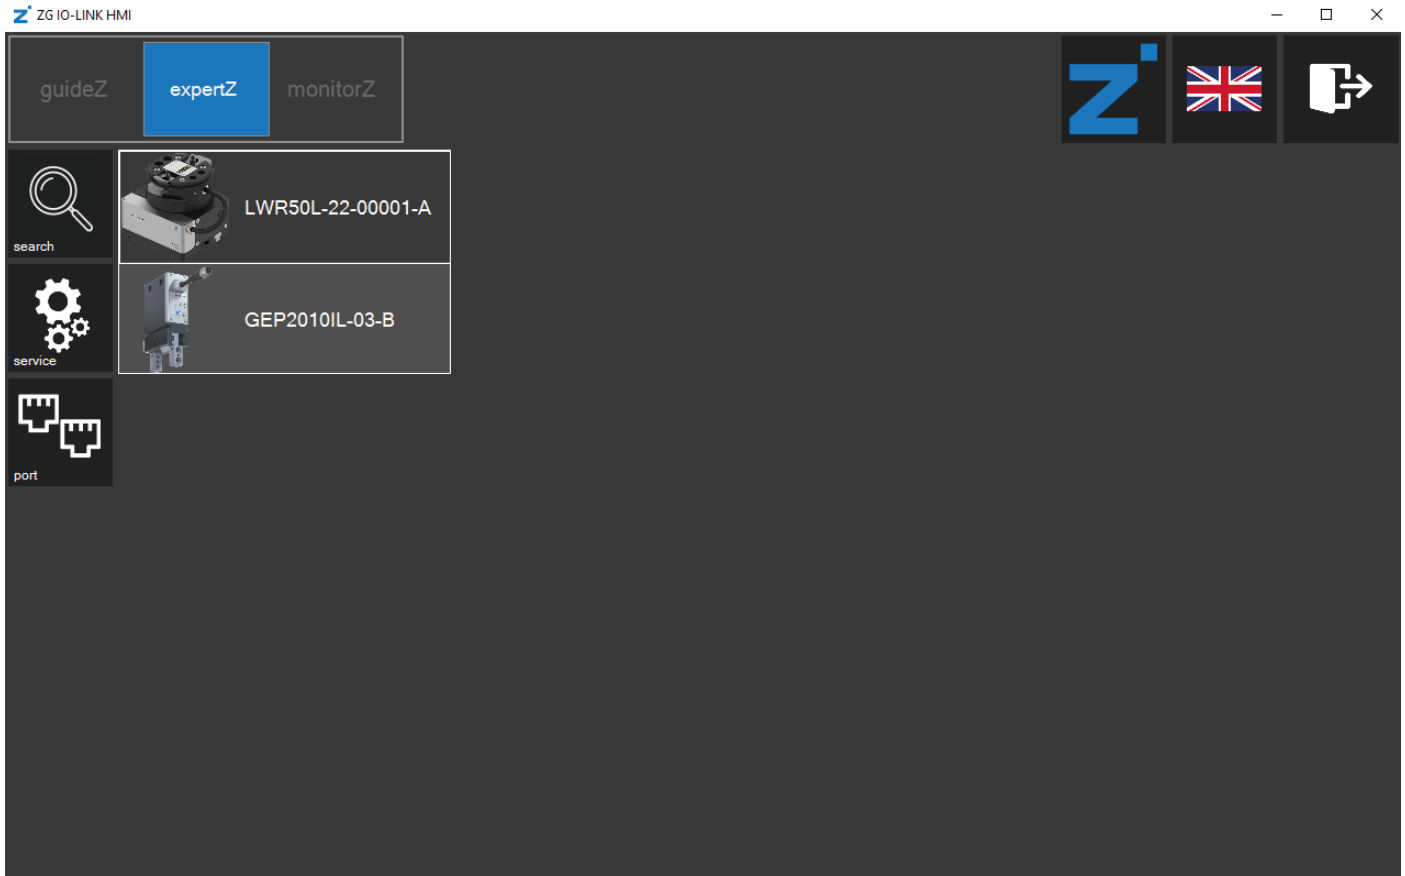 ZG IO-LINK HMI
guideZ expertZ monitorZ
LWR50L-22-00001-A
search
GEP2010IL-03-B
service
port